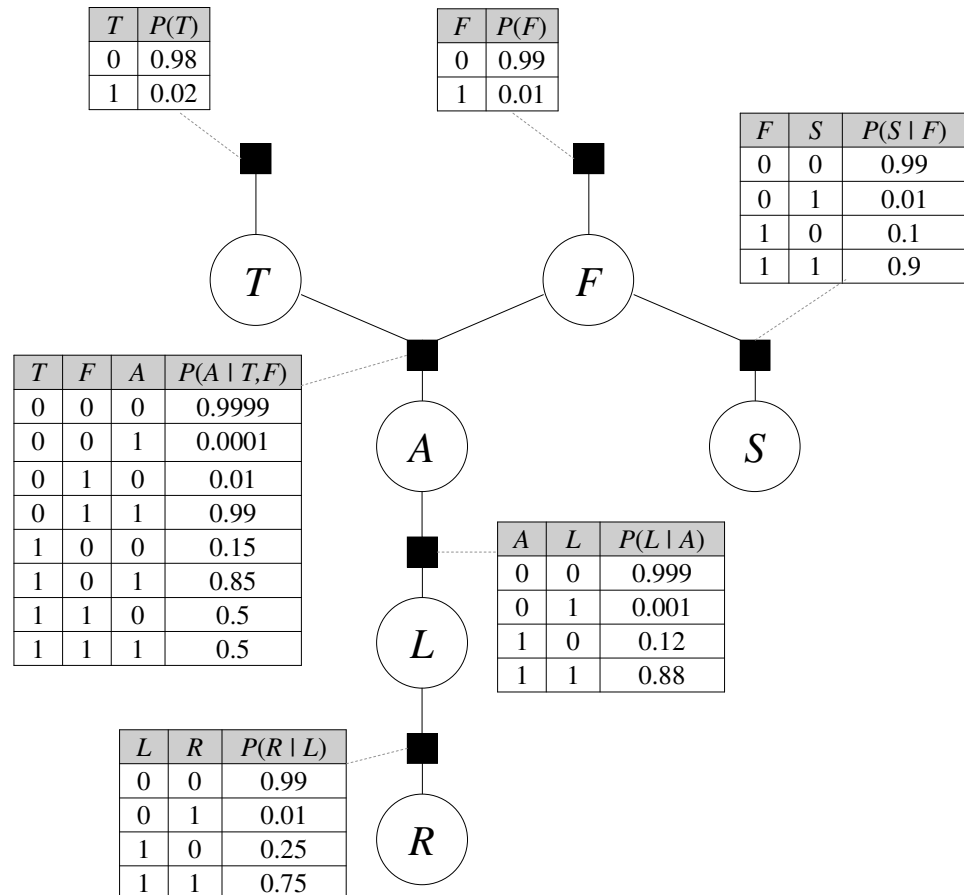 T P(T)
0 0.98
1 0.02
F P(F)
0 0.99
1 0.01
F S P(S | F)
0 0 0.99
0 1 0.01
1 0 0.1
1 1 0.9
T
F
T F A P(A | T,F)
0 0 0 0.9999
0 0 1 0.0001
0 1 0 0.01
0 1 1 0.99
1 0 0 0.15
1 0 1 0.85
1 1 0 0.5
1 1 1 0.5
A
S
A L P(L | A)
0 0 0.999
0 1 0.001
1 0 0.12
1 1 0.88
L
L R P(R | L)
0 0 0.99
0 1 0.01
1 0 0.25
1 1 0.75
R